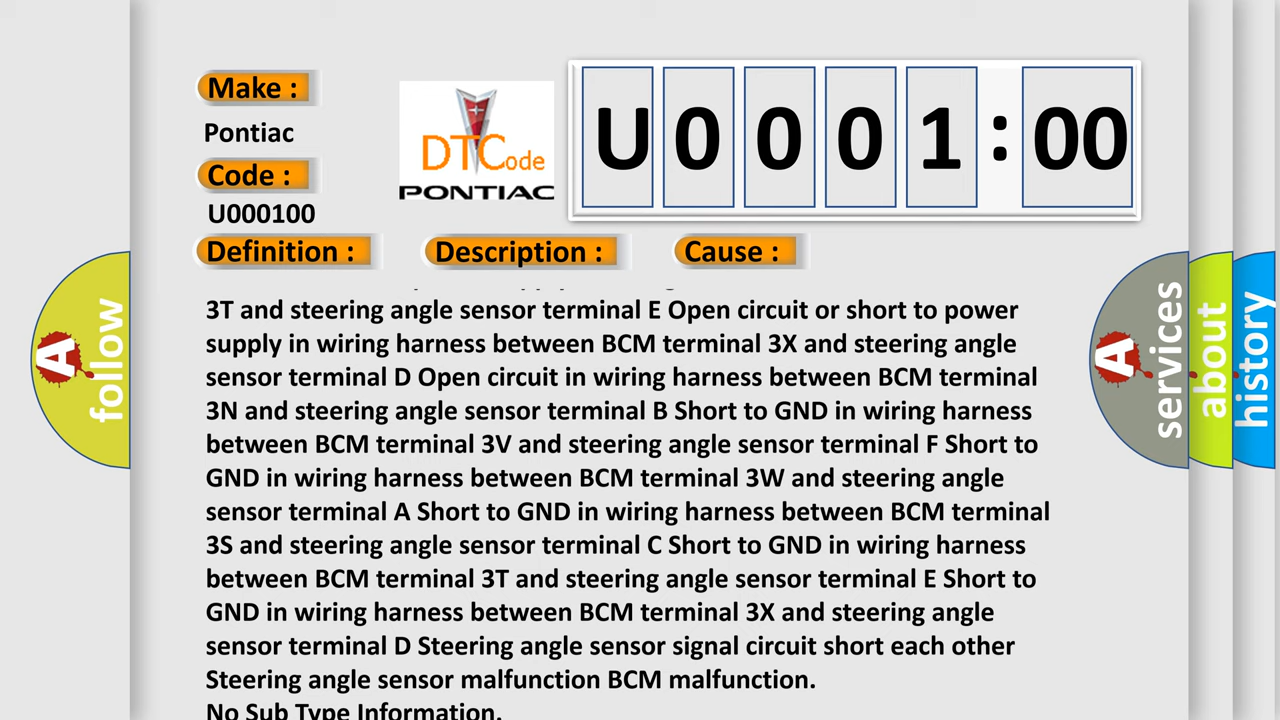 Make :
Pontiac
Code :
U000100
DTCode
PONTIAC
U0001:00
Definition :
Description :
Cause :
3T and steering angle sensor terminal E Open circuit or short to power
supply in wiring harness between BCM terminal 3X and steering angle
sensor terminal D Open circuit in wiring harness between BCM terminal
3N and steering angle sensor terminal B Short to GND in wiring harness
between BCM terminal 3V and steering angle sensor terminal F Short to
GND in wiring harness between BCM terminal 3W and steering angle
sensor terminal A Short to GND in wiring harness between BCM terminal
3S and steering angle sensor terminal C Short to GND in wiring harness
between BCM terminal 3T and steering angle sensor terminal E Short to
GND in wiring harness between BCM terminal 3X and steering angle
sensor terminal D Steering angle sensor signal circuit short each other
Steering angle sensor malfunction BCM malfunction.
No Sub Type Information.
A
follow
A
services
about
history